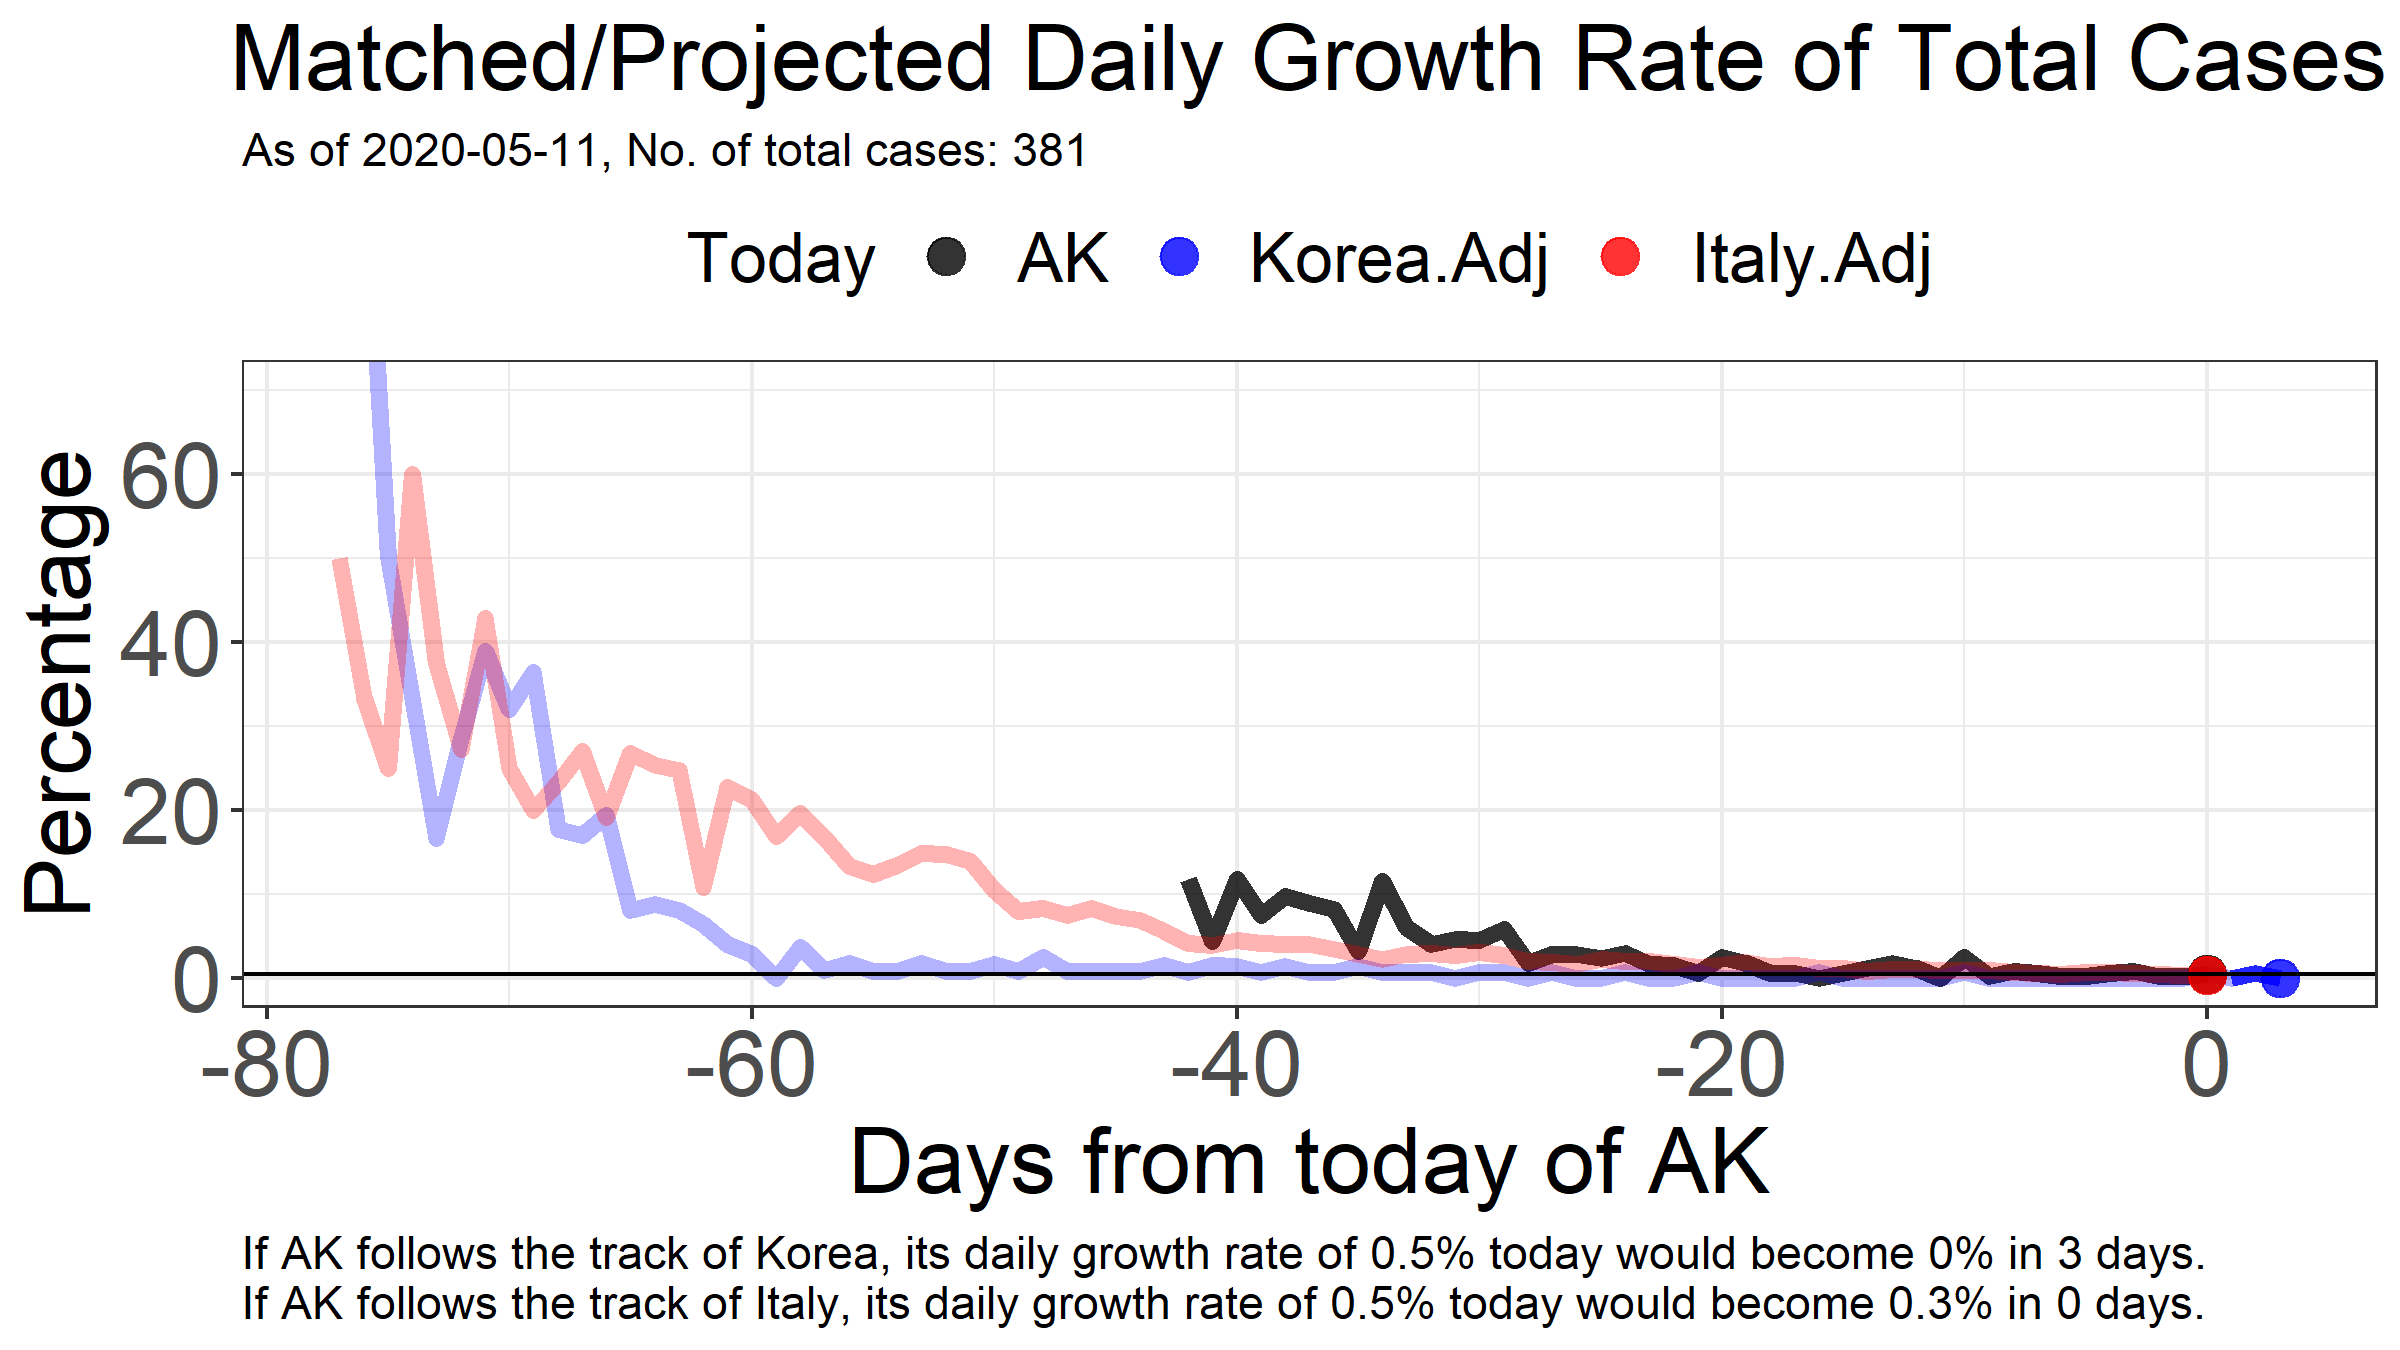 Matched/Projected Daily Growth Rate of Total Cases
As of 2020-05-11, No. of total cases: 381
Today AK Korea.Adj Italy.Adj
Percentage
60
40
20
0
-80 -60 -40 -20 0
Days from today of AK
If AK follows the track of Korea, its daily growth rate of 0.5% today would become 0% in 3 days.
If AK follows the track of Italy, its daily growth rate of 0.5% today would become 0.3% in 0 days.